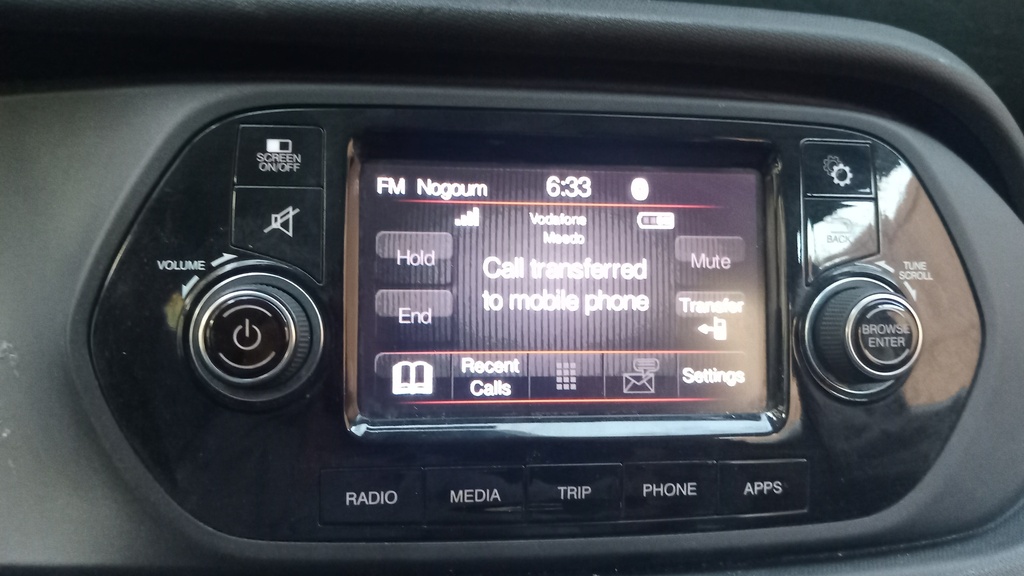 SCREEN
ON/OFF
VOLUME
FM Nogoum 6:33
Vodafone
Meedo
Hold
Call transferred
to mobile phone
Mute
End
Transfer
Recent
Calls
Settings
BACK
TUNE
SCROLL
BROWSE
ENTER
RADIO MEDIA TRIP PHONE APPS